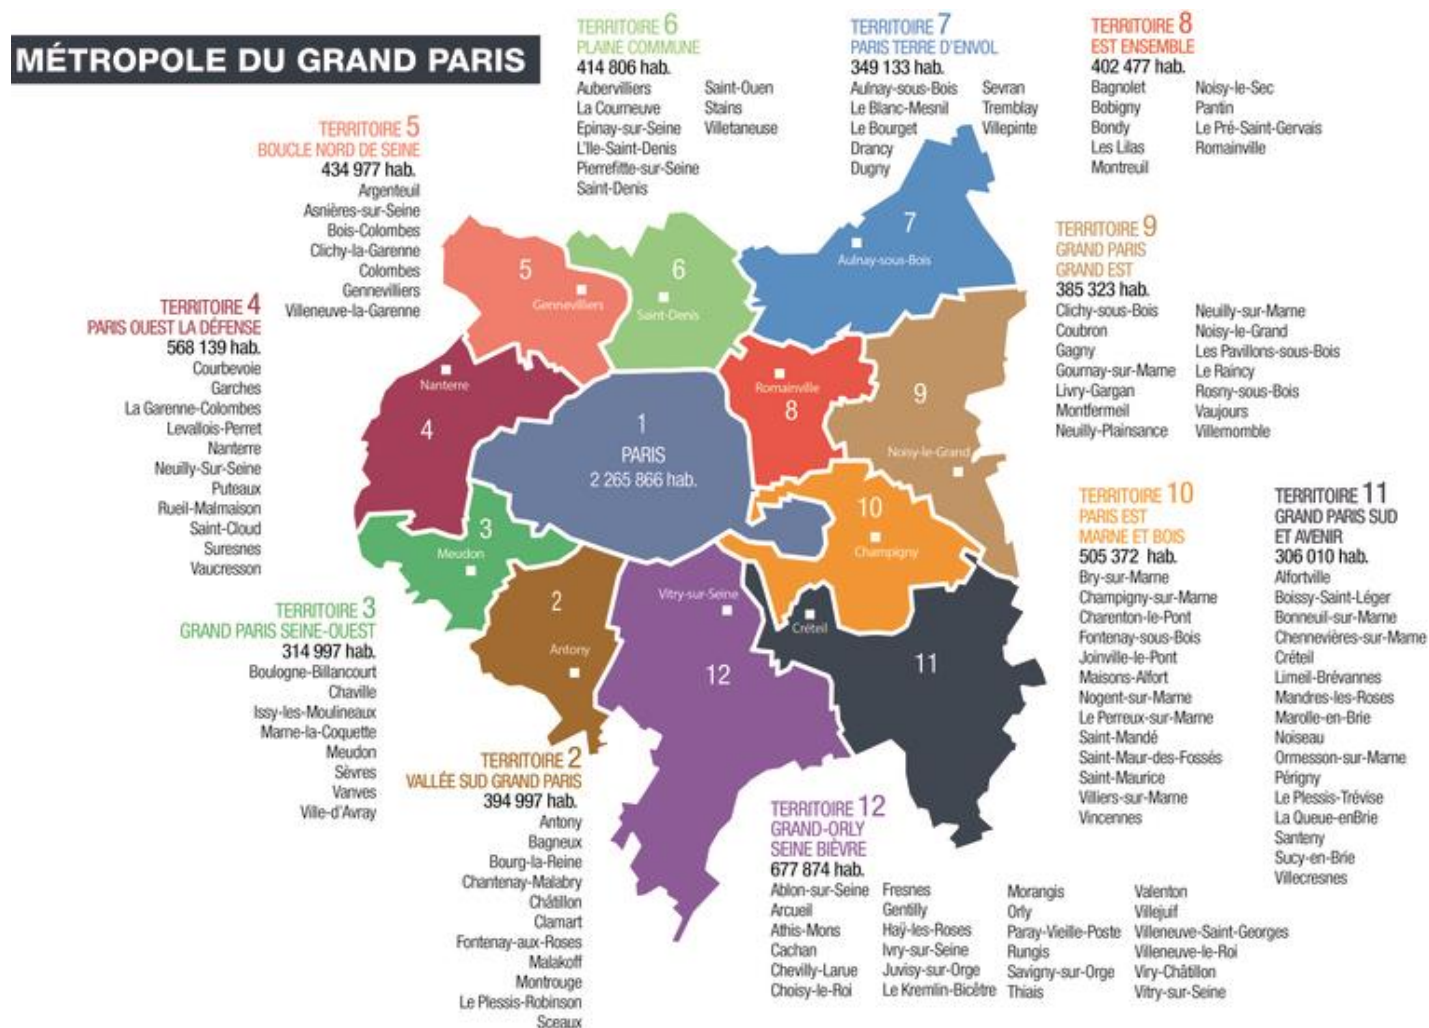 MÉTROPOLE DU GRAND PARIS
TERRITOIRE 6
PLAINE COMMUNE
414 806 hab.
Aubervilliers
La Courneuve
Epinay-sur-Seine
L'Ile-Saint-Denis
Pierrefitte-sur-Seine
Saint-Denis
Saint-Ouen
Stains
Villetaneuse
TERRITOIRE 7
PARIS TERRE D'ENVOL
349 133 hab.
Aulnay-sous-Bois
Le Blanc-Mesnil
Le Bourget
Drancy
Dugny
Sevran
Tremblay
Villepinte
TERRITOIRE 8
EST ENSEMBLE
402 477 hab.
Bagnolet
Bobigny
Bondy
Les Lilas
Montreuil
Noisy-le-Sec
Pantin
Le Pré-Saint-Gervais
Romainville
TERRITOIRE 5
BOUCLE NORD DE SEINE
434 977 hab.
Argenteuil
Asnières-sur-Seine
Bois-Colombes
Clichy-la-Garenne
Colombes
Gennevilliers
Villeneuve-la-Garenne
TERRITOIRE 9
GRAND PARIS
GRAND EST
385 323 hab.
Clichy-sous-Bois
Coubron
Gagny
Gournay-sur-Marne
Livry-Gargan
Montfermeil
Neuilly-Plainsance
Neuilly-sur-Marne
Noisy-le-Grand
Les Pavillons-sous-Bois
Le Raincy
Rosny-sous-Bois
Vaujours
Villemomble
TERRITOIRE 4
PARIS OUEST LA DÉFENSE
568 139 hab.
Courbevoie
Garches
La Garenne-Colombes
Levallois-Perret
Nanterre
Neuilly-Sur-Seine
Puteaux
Rueil-Malmaison
Saint-Cloud
Suresnes
Vaucresson
7
Aulnay-sous-Bois
5
Gennevilliers
6
Saint-Denis
Nanterre
4
Romainville
8
9
Noisy-le-Grand
1
PARIS
2 265 866 hab.
10
Champigny
3
Meudon
2
Antony
Vitry-sur-Seine
12
Créteil
11
TERRITOIRE 10
PARIS EST
MARNE ET BOIS
505 372 hab.
Bry-sur-Marne
Champigny-sur-Marne
Charenton-le-Pont
Fontenay-sous-Bois
Joinville-le-Pont
Maisons-Alfort
Nogent-sur-Marne
Le Perreux-sur-Marne
Saint-Mandé
Saint-Maur-des-Fossés
Saint-Maurice
Villiers-sur-Marne
Vincennes
TERRITOIRE 11
GRAND PARIS SUD
ET AVENIR
306 010 hab.
Alfortville
Boissy-Saint-Léger
Bonneuil-sur-Marne
Chennevières-sur-Marne
Créteil
Limeil-Brévannes
Mandres-les-Roses
Marolle-en-Brie
Noiseau
Ormesson-sur-Marne
Périgny
Le Plessis-Trévise
La Queue-enBrie
Santeny
Sucy-en-Brie
Villecresnes
TERRITOIRE 3
GRAND PARIS SEINE-OUEST
314 997 hab.
Boulogne-Billancourt
Chaville
Issy-les-Moulineaux
Marne-la-Coquette
Meudon
Sèvres
Vanves
Ville-d'Avray
TERRITOIRE 2
VALLÉE SUD GRAND PARIS
394 997 hab.
Antony
Bagneux
Bourg-la-Reine
Chantenay-Malabry
Châtillon
Clamart
Fontenay-aux-Roses
Malakoff
Montrouge
Le Plessis-Robinson
Sceaux
TERRITOIRE 12
GRAND-ORLY
SEINE BIÈVRE
677 874 hab.
Ablon-sur-Seine
Arcueil
Athis-Mons
Cachan
Chevilly-Larue
Choisy-le-Roi
Fresnes
Gentilly
Haÿ-les-Roses
Ivry-sur-Seine
Juvisy-sur-Orge
Le Kremlin-Bicêtre
Morangis
Orly
Paray-Vieille-Poste
Rungis
Savigny-sur-Orge
Thiais
Valenton
Villejuif
Villeneuve-Saint-Georges
Villeneuve-le-Roi
Viry-Châtillon
Vitry-sur-Seine